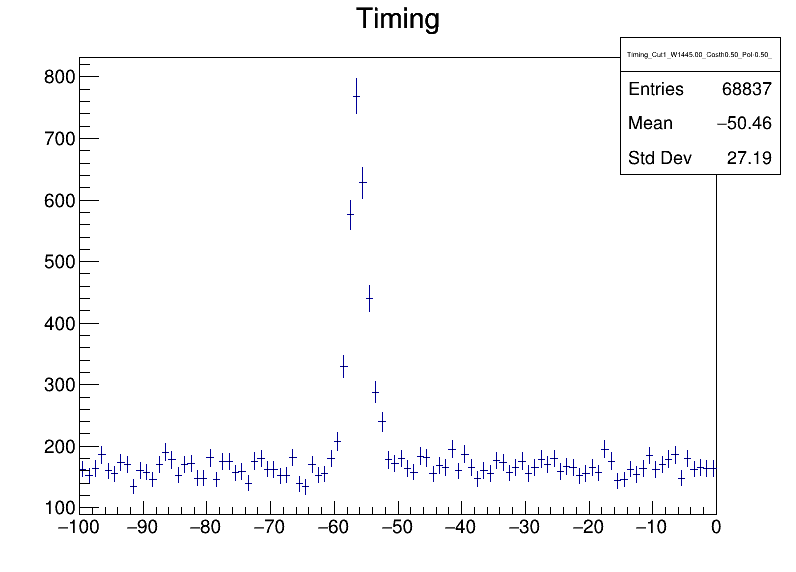 Timing
Timing_Cut1_W1445.00_Costh0.50_Pol-0.50_
Entries 68837
Mean −50.46
Std Dev 27.19
800
700
600
500
400
300
200
100
−100 −90 −80 −70 −60 −50 −40 −30 −20 −10 0